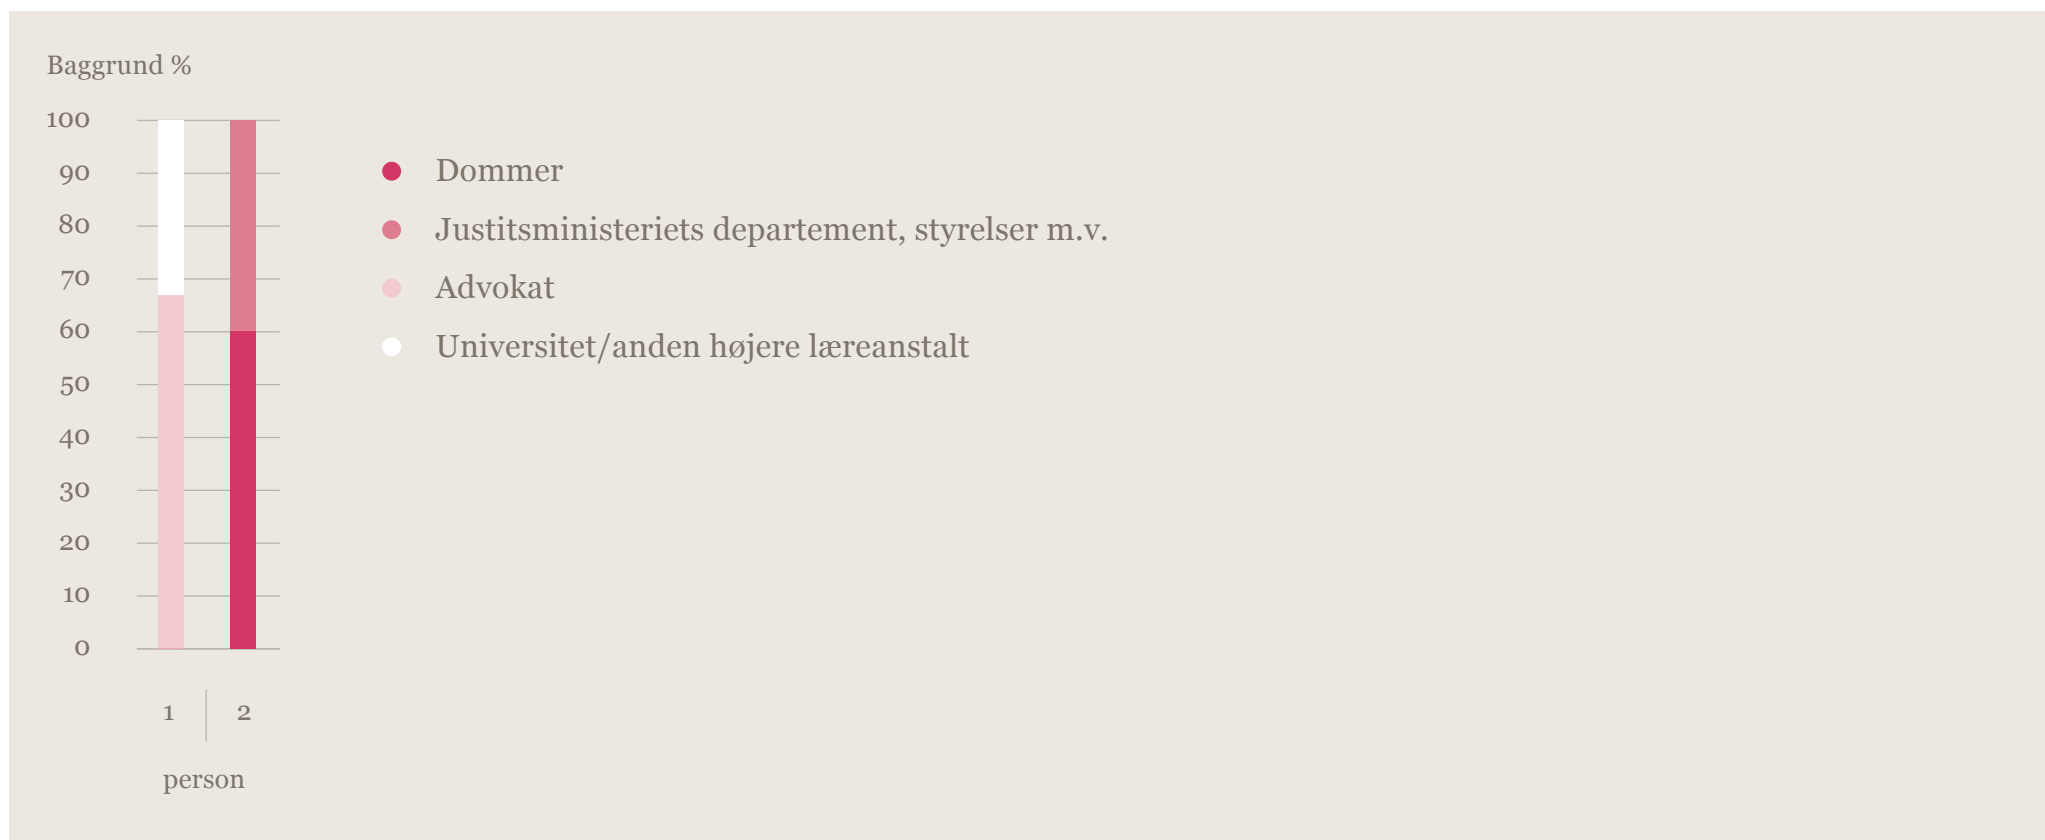 Baggrund %
100
90
80
70
60
50
40
30
20
10
0
1 2
person
Dommer
Justitsministeriets departement, styrelser m.v.
Advokat
Universitet/anden højere læreanstalt